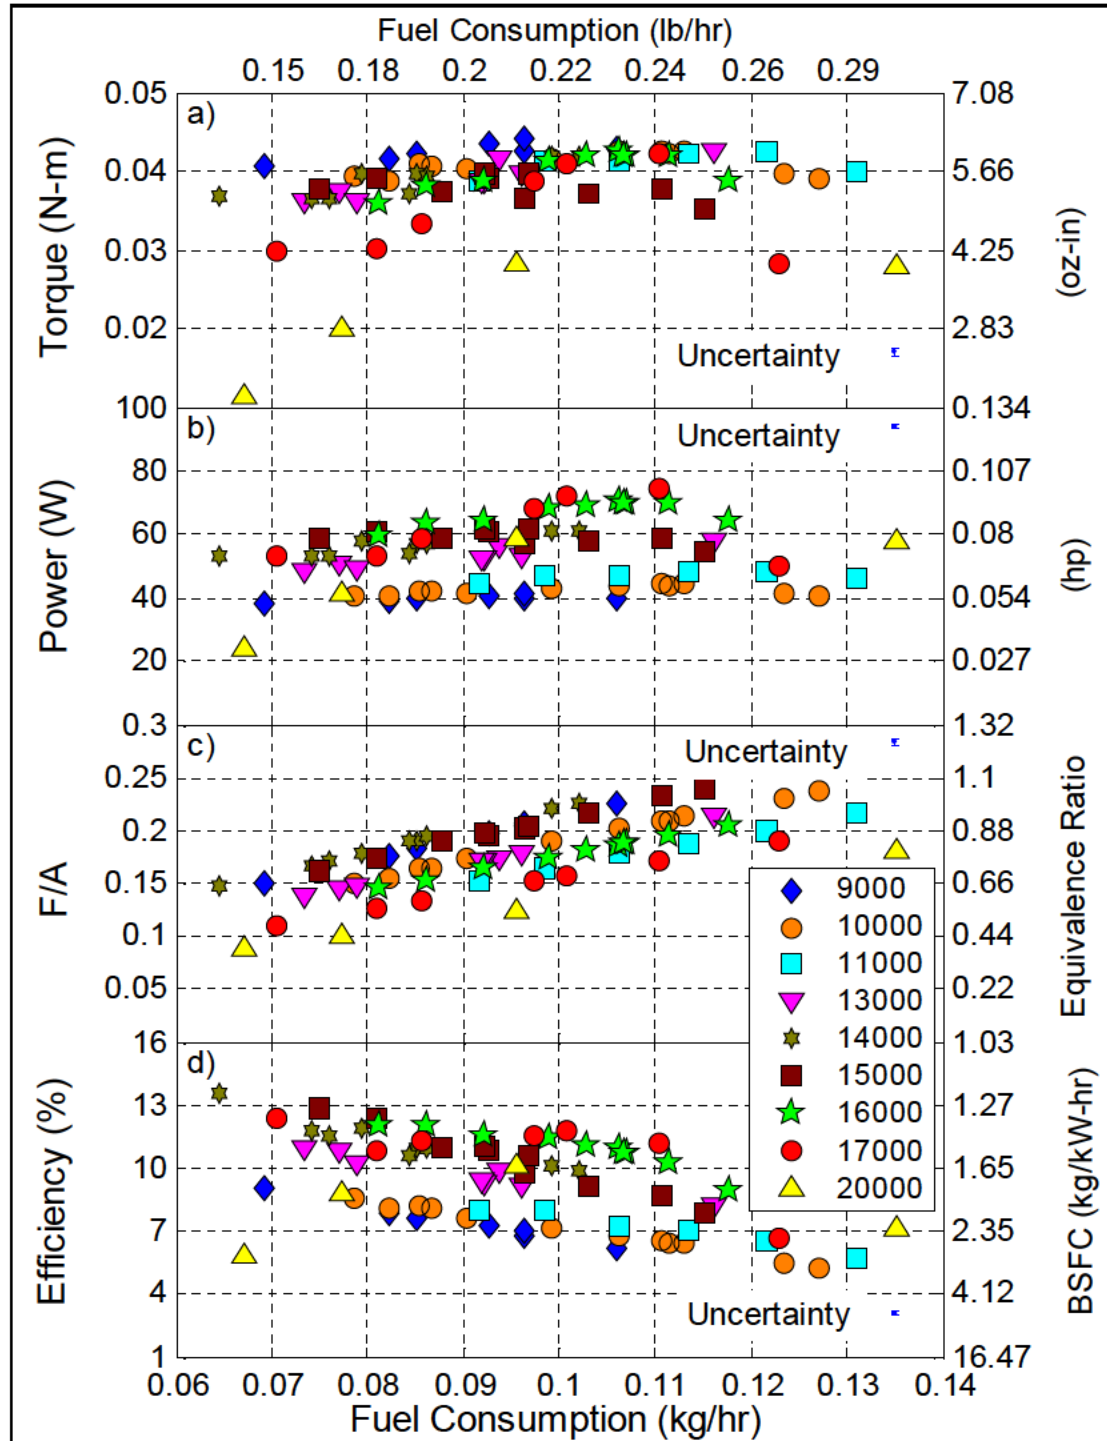 Fuel Consumption (lb/hr)
0.15 0.18 0.2 0.22 0.24 0.26 0.29
a)
0.05
0.04
0.03
0.02
Torque (N-m)
7.08
5.66
4.25
2.83
(oz-in)
Uncertainty
b)
100
80
60
40
20
Power (W)
0.134
0.107
0.08
0.054
0.027
(hp)
Uncertainty
c)
0.3
0.25
0.2
0.15
0.1
0.05
F/A
1.32
1.1
0.88
0.66
0.44
0.22
Equivalence Ratio
Uncertainty
9000
10000
11000
13000
14000
15000
16000
17000
20000
d)
16
13
10
7
4
1
Efficiency (%)
1.03
1.27
1.65
2.35
4.12
16.47
BSFC (kg/kW-hr)
Uncertainty
0.06 0.07 0.08 0.09 0.1 0.11 0.12 0.13 0.14
Fuel Consumption (kg/hr)